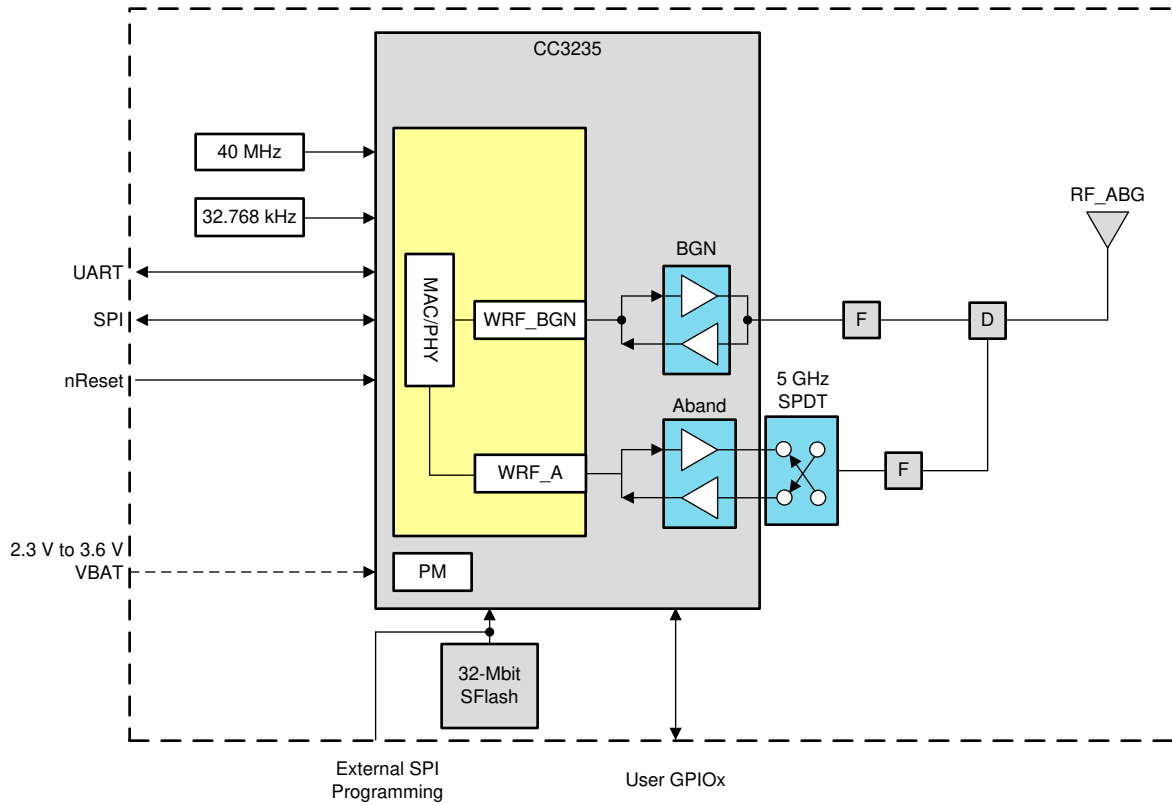 CC3235
40 MHz
32.768 kHz
RF_ABG
UART
SPI
nReset
MAC/PHY
WRF_BGN
BGN
F
D
5 GHz
SPDT
Aband
WRF_A
F
2.3 V to 3.6 V
VBAT
PM
32-Mbit
SFlash
External SPI
Programming
User GPIOx